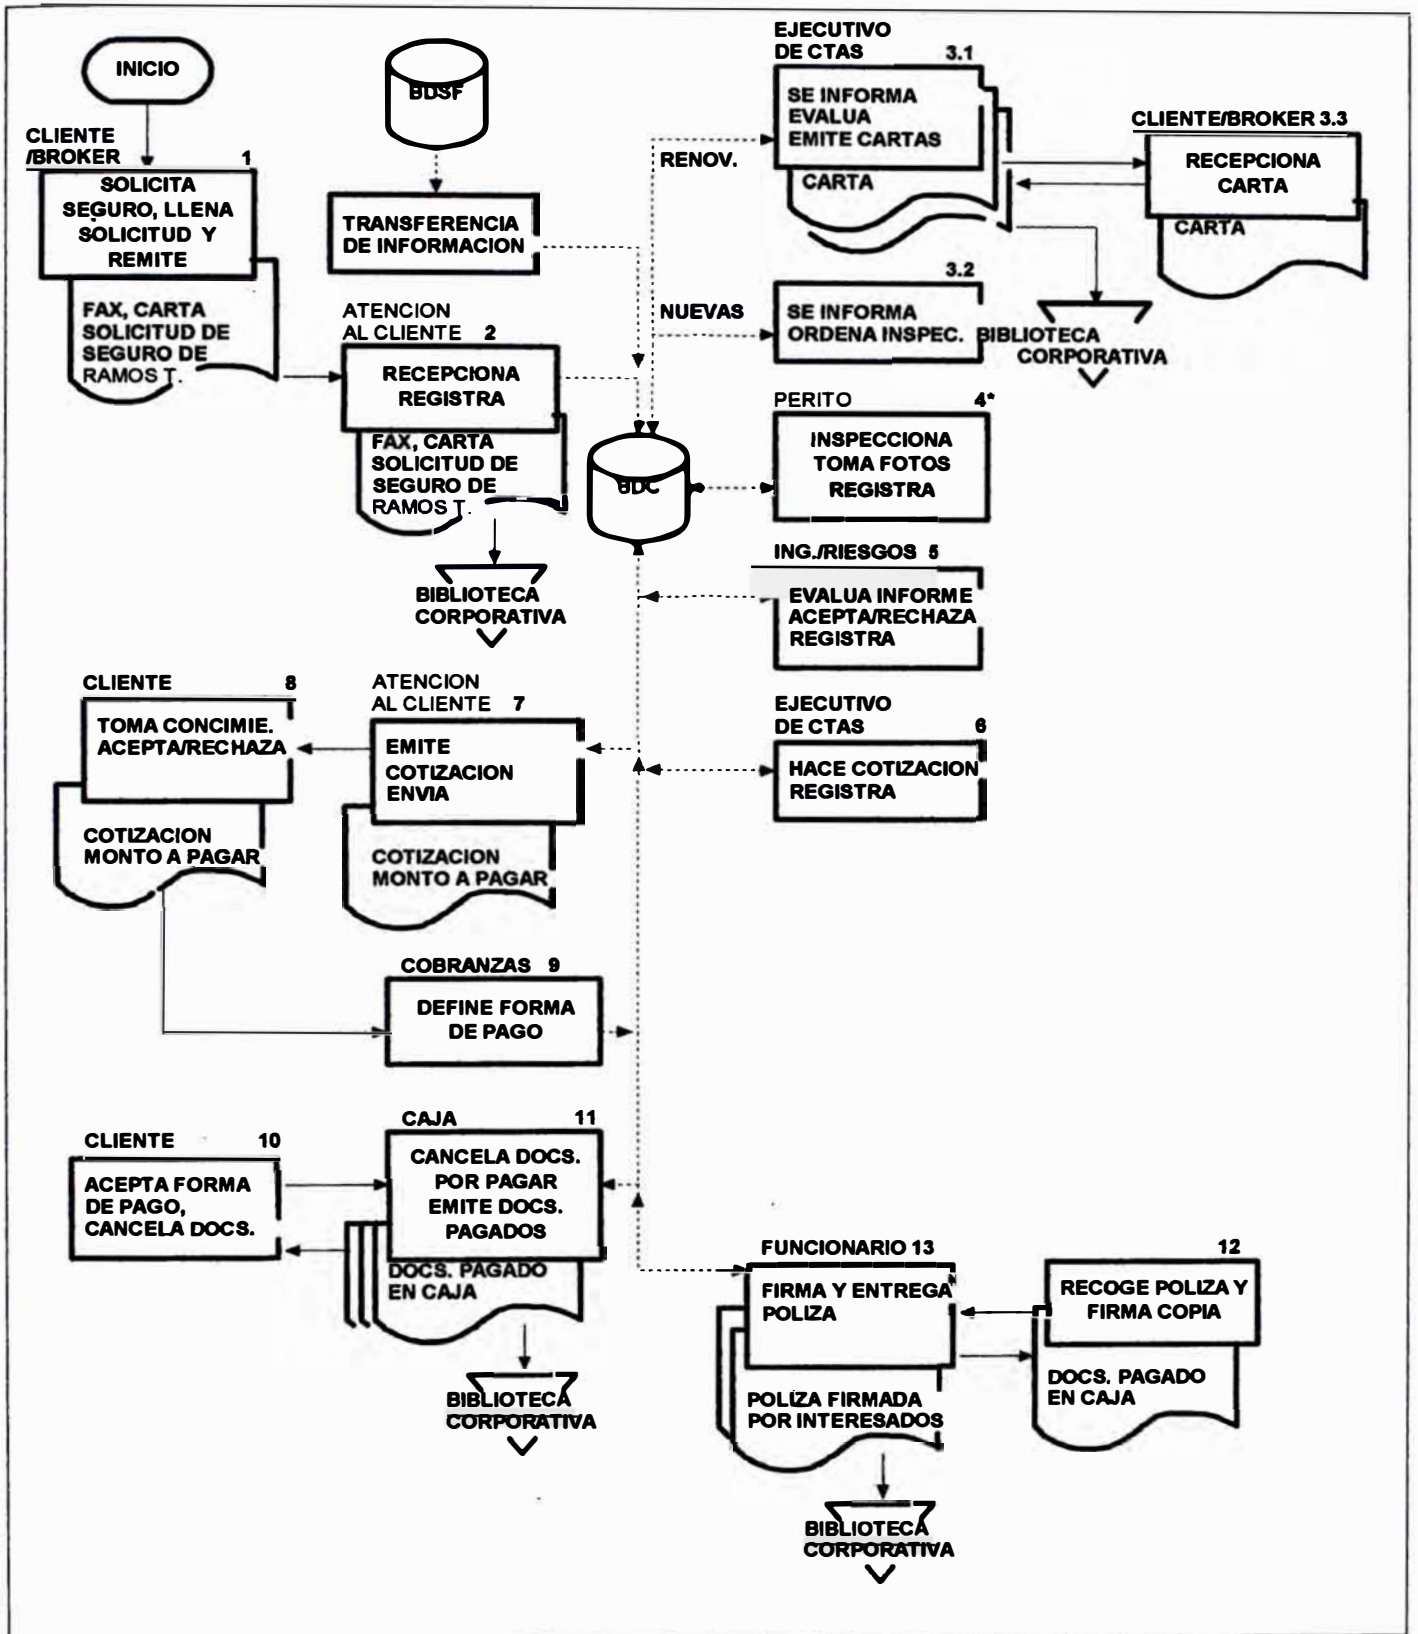 INICIO
CLIENTE
/BROKER 1
SOLICITA
SEGURO, LLENA
SOLICITUD Y
REMITE
FAX, CARTA
SOLICITUD DE
SEGURO DE
RAMOS T.
BDSF
TRANSFERENCIA
DE INFORMACION
ATENCION
AL CLIENTE 2
RECEPCIONA
REGISTRA
FAX, CARTA
SOLICITUD DE
SEGURO DE
RAMOS T.
BIBLIOTECA
CORPORATIVA
RENOV.
NUEVAS
BDC
EJECUTIVO
DE CTAS 3.1
SE INFORMA
EVALUA
EMITE CARTAS
CARTA
CLIENTE/BROKER 3.3
RECEPCIONA
CARTA
CARTA
BIBLIOTECA
CORPORATIVA
3.2
SE INFORMA
ORDENA INSPEC.
PERITO 4*
INSPECCIONA
TOMA FOTOS
REGISTRA
ING./RIESGOS 5
EVALUA INFORME
ACEPTA/RECHAZA
REGISTRA
EJECUTIVO
DE CTAS 6
HACE COTIZACION
REGISTRA
ATENCION
AL CLIENTE 7
EMITE
COTIZACION
ENVIA
COTIZACION
MONTO A PAGAR
CLIENTE 8
TOMA CONCIMIE.
ACEPTA/RECHAZA
COTIZACION
MONTO A PAGAR
COBRANZAS 9
DEFINE FORMA
DE PAGO
CLIENTE 10
ACEPTA FORMA
DE PAGO,
CANCELA DOCS.
CAJA 11
CANCELA DOCS.
POR PAGAR
EMITE DOCS.
PAGADOS
DOCS. PAGADO
EN CAJA
BIBLIOTECA
CORPORATIVA
FUNCIONARIO 13
FIRMA Y ENTREGA
POLIZA
POLIZA FIRMADA
POR INTERESADOS
BIBLIOTECA
CORPORATIVA
12
RECOGE POLIZA Y
FIRMA COPIA
DOCS. PAGADO
EN CAJA